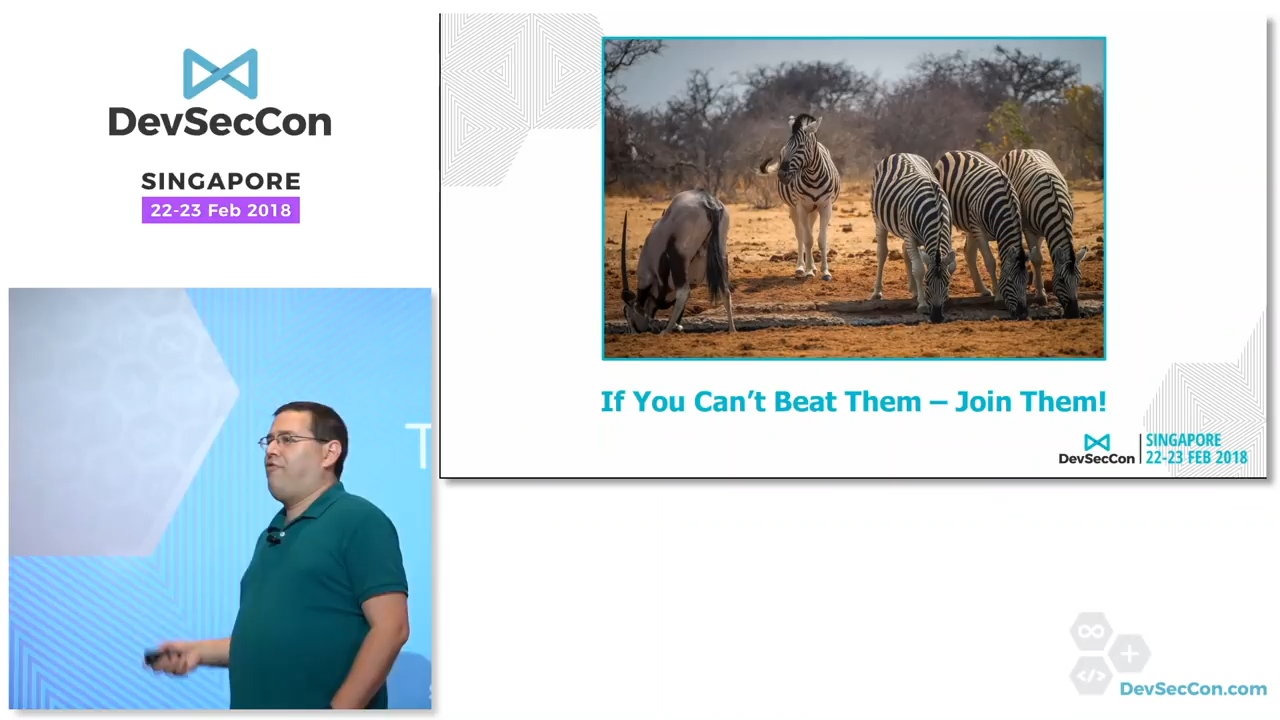 DevSecCon
SINGAPORE
22-23 Feb 2018
T
If You Can't Beat Them – Join Them!
DevSecCon
SINGAPORE
22-23 FEB 2018
DevSecCon.com